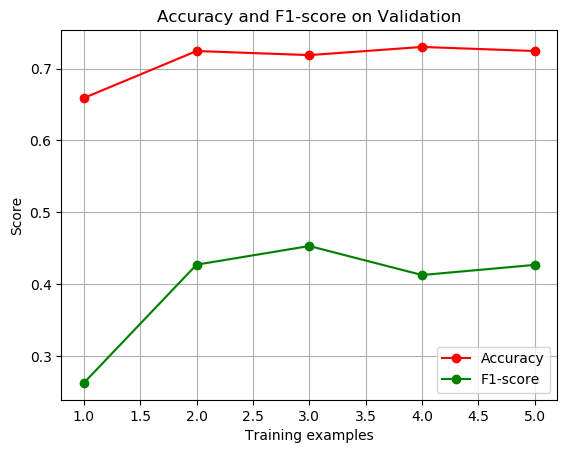 Accuracy and F1-score on Validation
Score
0.7
0.6
0.5
0.4
0.3
Accuracy
F1-score
1.0 1.5 2.0 2.5 3.0 3.5 4.0 4.5 5.0
Training examples